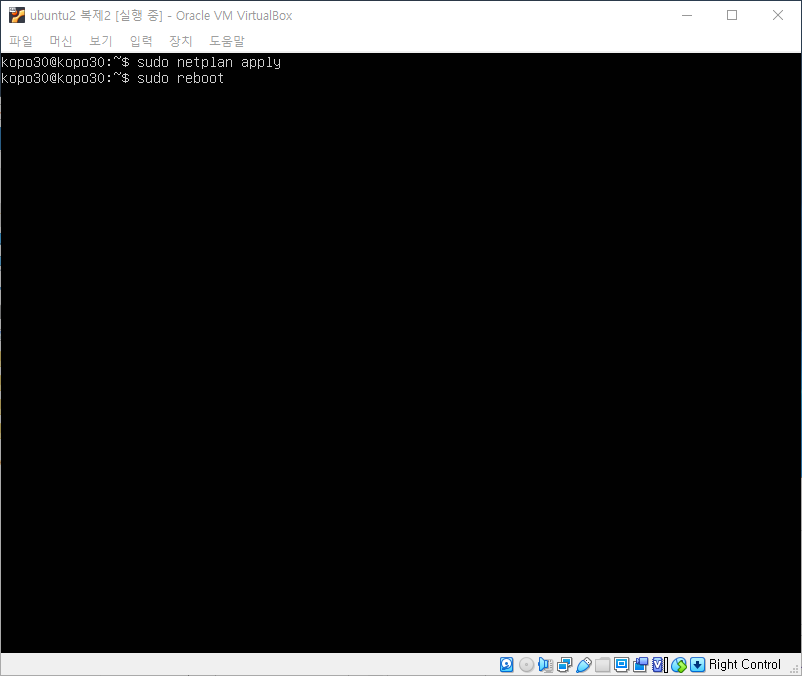 ubuntu2 복제2 [실행 중] - Oracle VM VirtualBox
파일 머신 보기 입력 장치 도움말
kopo30@kopo30:~$ sudo netplan apply
kopo30@kopo30:~$ sudo reboot
Right Control